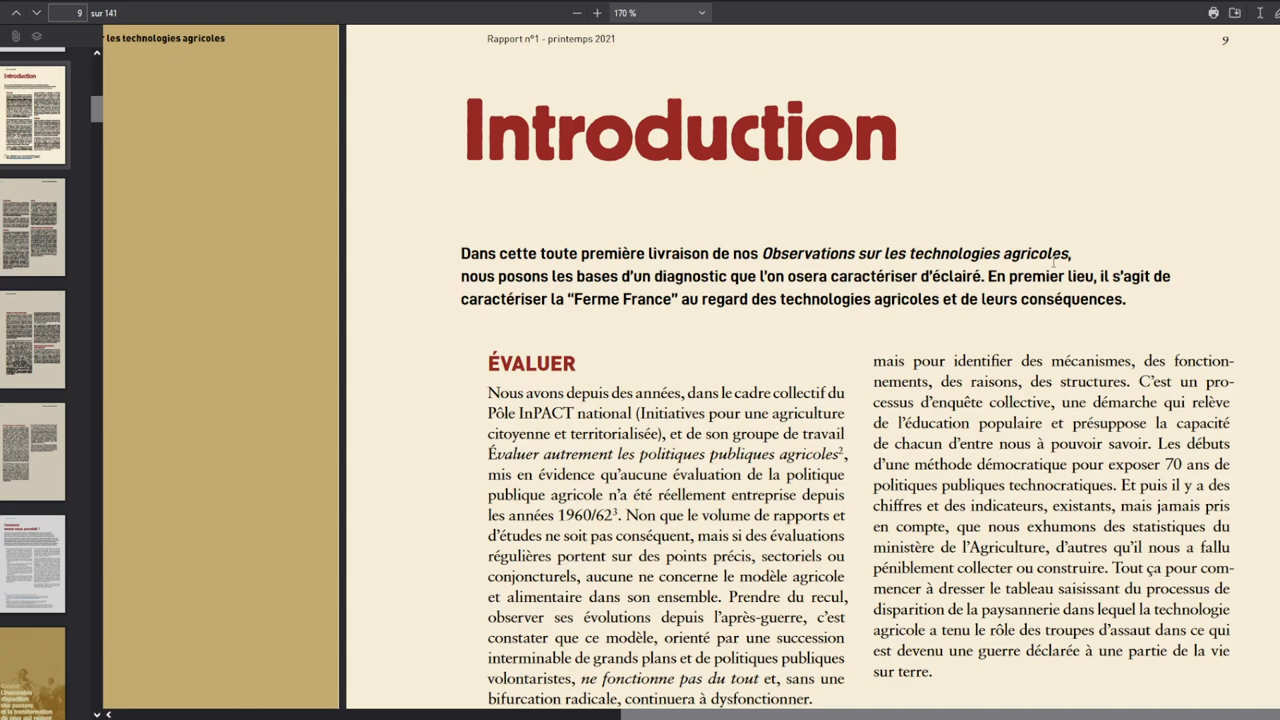 9 sur 141
170 %
r les technologies agricoles
Rapport n°1 - printemps 2021
9
Introduction
Dans cette toute première livraison de nos Observations sur les technologies agricoles,
nous posons les bases d’un diagnostic que l’on osera caractériser d’éclairé. En premier lieu, il s’agit de
caractériser la “Ferme France” au regard des technologies agricoles et de leurs conséquences.
ÉVALUER
Nous avons depuis des années, dans le cadre collectif du
Pôle InPACT national (Initiatives pour une agriculture
citoyenne et territorialisée), et de son groupe de travail
Évaluer autrement les politiques publiques agricoles²,
mis en évidence qu’aucune évaluation de la politique
publique agricole n’a été réellement entreprise depuis
les années 1960/62³. Non que le volume de rapports et
d’études ne soit pas conséquent, mais si des évaluations
régulières portent sur des points précis, sectoriels ou
conjoncturels, aucune ne concerne le modèle agricole
et alimentaire dans son ensemble. Prendre du recul,
observer ses évolutions depuis l’après-guerre, c’est
constater que ce modèle, orienté par une succession
interminable de grands plans et de politiques publiques
volontaristes, ne fonctionne pas du tout et, sans une
bifurcation radicale, continuera à dysfonctionner.
mais pour identifier des mécanismes, des fonction-
nements, des raisons, des structures. C’est un pro-
cessus d’enquête collective, une démarche qui relève
de l’éducation populaire et présuppose la capacité
de chacun d’entre nous à pouvoir savoir. Les débuts
d’une méthode démocratique pour exposer 70 ans de
politiques publiques technocratiques. Et puis il y a des
chiffres et des indicateurs, existants, mais jamais pris
en compte, que nous exhumons des statistiques du
ministère de l’Agriculture, d’autres qu’il nous a fallu
péniblement collecter ou construire. Tout ça pour com-
mencer à dresser le tableau saisissant du processus de
disparition de la paysannerie dans lequel la technologie
agricole a tenu le rôle des troupes d’assaut dans ce qui
est devenu une guerre déclarée à une partie de la vie
sur terre.
Introduction